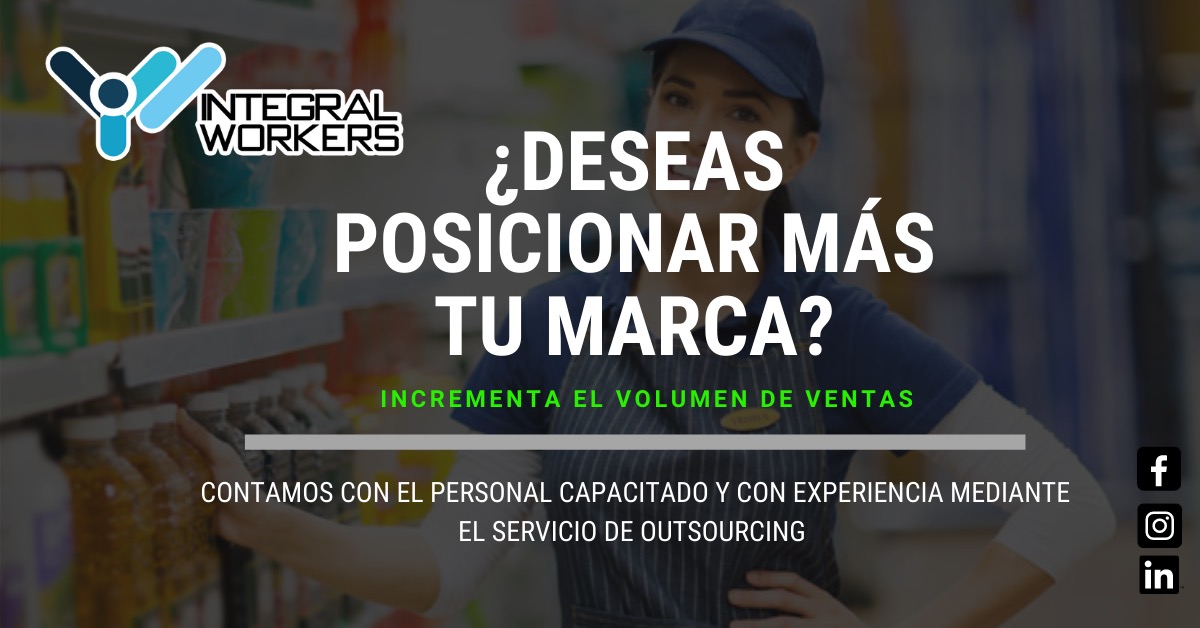 INTEGRAL
WORKERS
¿DESEAS
POSICIONAR MÁS
TU MARCA?
INCREMENTA EL VOLUMEN DE VENTAS
CONTAMOS CON EL PERSONAL CAPACITADO Y CON EXPERIENCIA MEDIANTE
EL SERVICIO DE OUTSOURCING
f
in